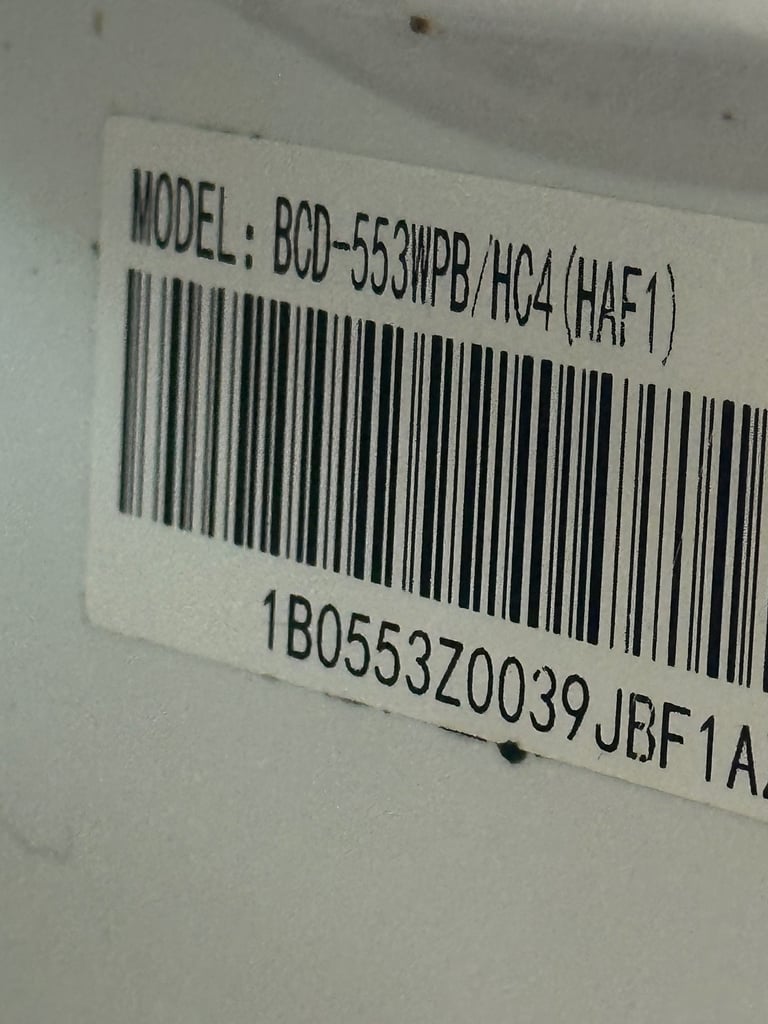 MODEL: BCD-553WPB/HC4(HAF1)
1B0553Z0039JBF1A